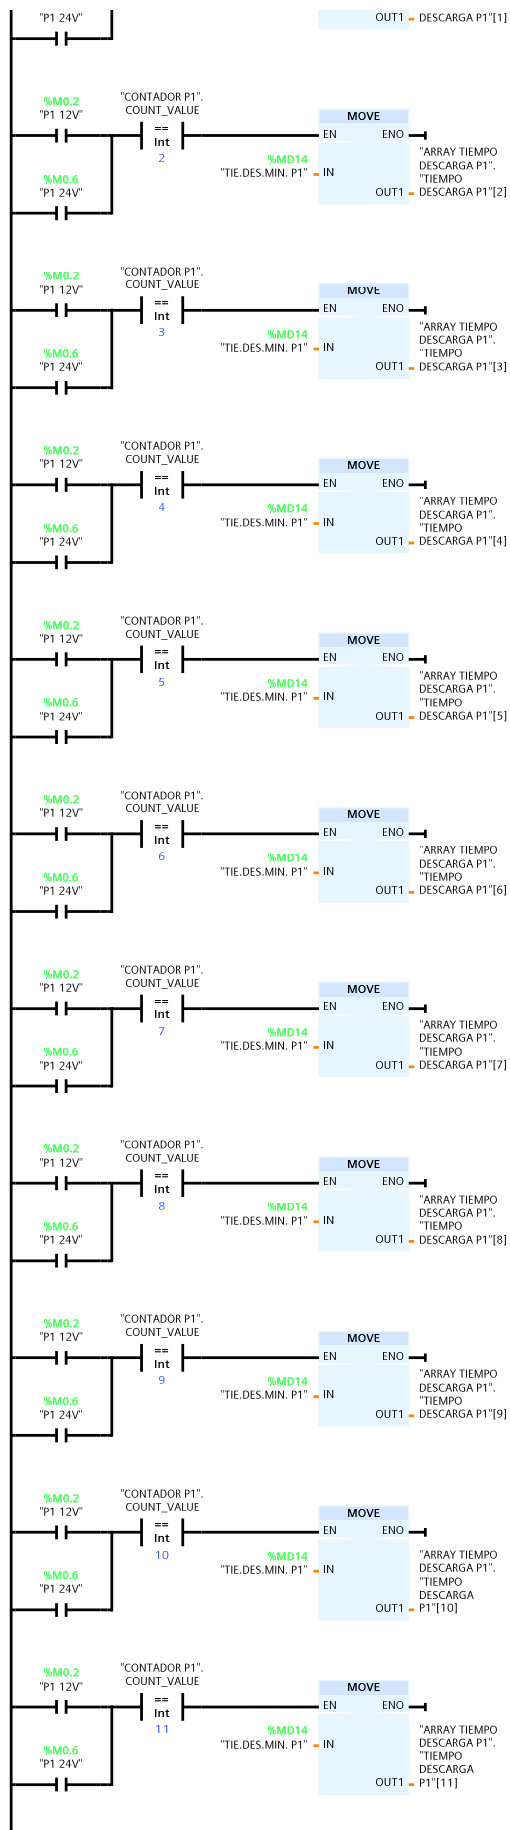 "P1 24V"
OUT1
DESCARGA P1"[1]
%M0.2
"P1 12V"
"CONTADOR P1".
COUNT_VALUE
==
Int
2
MOVE
EN
ENO
%M0.6
"P1 24V"
%MD14
"TIE.DES.MIN. P1"
IN
OUT1
"ARRAY TIEMPO
DESCARGA P1".
"TIEMPO
DESCARGA P1"[2]
%M0.2
"P1 12V"
"CONTADOR P1".
COUNT_VALUE
==
Int
3
MOVE
EN
ENO
%M0.6
"P1 24V"
%MD14
"TIE.DES.MIN. P1"
IN
OUT1
"ARRAY TIEMPO
DESCARGA P1".
"TIEMPO
DESCARGA P1"[3]
%M0.2
"P1 12V"
"CONTADOR P1".
COUNT_VALUE
==
Int
4
MOVE
EN
ENO
%M0.6
"P1 24V"
%MD14
"TIE.DES.MIN. P1"
IN
OUT1
"ARRAY TIEMPO
DESCARGA P1".
"TIEMPO
DESCARGA P1"[4]
%M0.2
"P1 12V"
"CONTADOR P1".
COUNT_VALUE
==
Int
5
MOVE
EN
ENO
%M0.6
"P1 24V"
%MD14
"TIE.DES.MIN. P1"
IN
OUT1
"ARRAY TIEMPO
DESCARGA P1".
"TIEMPO
DESCARGA P1"[5]
%M0.2
"P1 12V"
"CONTADOR P1".
COUNT_VALUE
==
Int
6
MOVE
EN
ENO
%M0.6
"P1 24V"
%MD14
"TIE.DES.MIN. P1"
IN
OUT1
"ARRAY TIEMPO
DESCARGA P1".
"TIEMPO
DESCARGA P1"[6]
%M0.2
"P1 12V"
"CONTADOR P1".
COUNT_VALUE
==
Int
7
MOVE
EN
ENO
%M0.6
"P1 24V"
%MD14
"TIE.DES.MIN. P1"
IN
OUT1
"ARRAY TIEMPO
DESCARGA P1".
"TIEMPO
DESCARGA P1"[7]
%M0.2
"P1 12V"
"CONTADOR P1".
COUNT_VALUE
==
Int
8
MOVE
EN
ENO
%M0.6
"P1 24V"
%MD14
"TIE.DES.MIN. P1"
IN
OUT1
"ARRAY TIEMPO
DESCARGA P1".
"TIEMPO
DESCARGA P1"[8]
%M0.2
"P1 12V"
"CONTADOR P1".
COUNT_VALUE
==
Int
9
MOVE
EN
ENO
%M0.6
"P1 24V"
%MD14
"TIE.DES.MIN. P1"
IN
OUT1
"ARRAY TIEMPO
DESCARGA P1".
"TIEMPO
DESCARGA P1"[9]
%M0.2
"P1 12V"
"CONTADOR P1".
COUNT_VALUE
==
Int
10
MOVE
EN
ENO
%M0.6
"P1 24V"
%MD14
"TIE.DES.MIN. P1"
IN
OUT1
"ARRAY TIEMPO
DESCARGA P1".
"TIEMPO
DESCARGA
P1"[10]
%M0.2
"P1 12V"
"CONTADOR P1".
COUNT_VALUE
==
Int
11
MOVE
EN
ENO
%M0.6
"P1 24V"
%MD14
"TIE.DES.MIN. P1"
IN
OUT1
"ARRAY TIEMPO
DESCARGA P1".
"TIEMPO
DESCARGA
P1"[11]